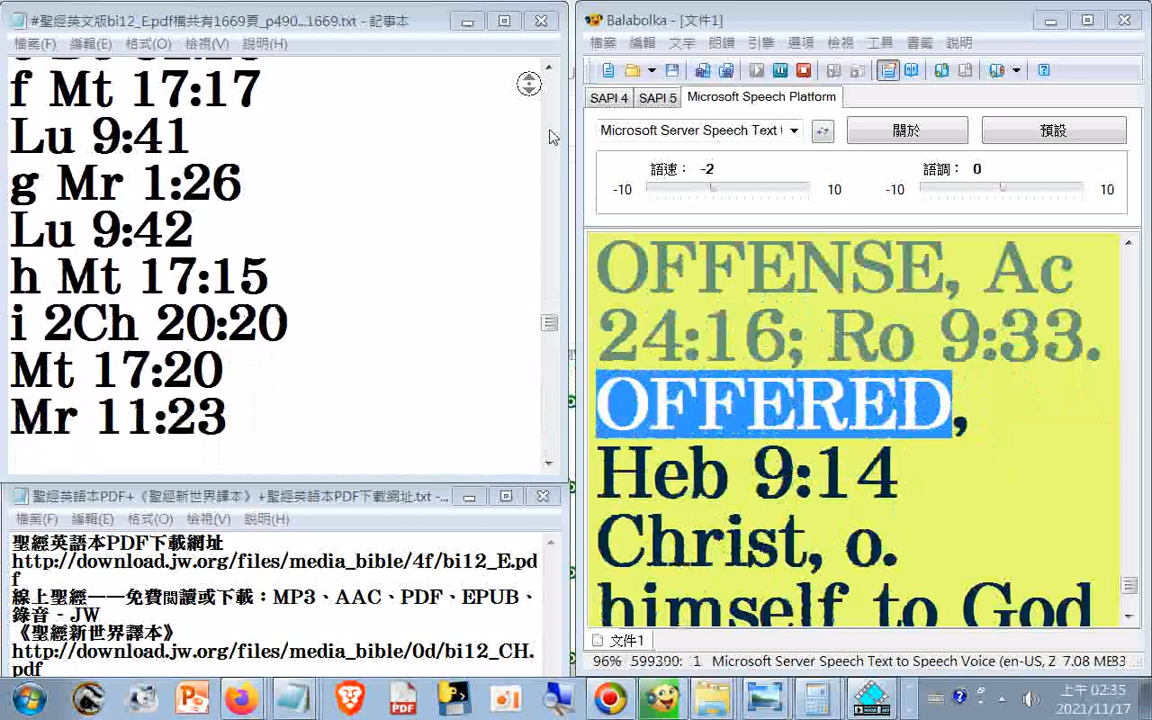 #聖經英文版bi12_E.pdf檔共有1669頁_p490...1669.txt - 記事本
檔案(F) 編輯(E) 格式(O) 檢視(V) 說明(H)
f Mt 17:17
Lu 9:41
g Mr 1:26
Lu 9:42
h Mt 17:15
i 2Ch 20:20
Mt 17:20
Mr 11:23
聖經英語本PDF+《聖經新世界譯本》+聖經英語本PDF下載網址.txt - ...
檔案(F) 編輯(E) 格式(O) 檢視(V) 說明(H)
聖經英語本PDF下載網址
http://download.jw.org/files/media_bible/4f/bi12_E.pd
f
線上聖經——免費閱讀或下載：MP3、AAC、PDF、EPUB、
錄音 - JW
《聖經新世界譯本》
http://download.jw.org/files/media_bible/0d/bi12_CH.
pdf
Balabolka - [文件1]
檔案 編輯 文字 朗讀 引擎 選項 檢視 工具 書籤 說明
SAPI 4 SAPI 5 Microsoft Speech Platform
Microsoft Server Speech Text 關於 預設
語速： -2 語調： 0
-10 10 -10 10
OFFENSE, Ac
24:16; Ro 9:33.
OFFERED,
Heb 9:14
Christ, o.
himself to God
文件1
96% 599300: 1 Microsoft Server Speech Text to Speech Voice (en-US, Z 7.08 MB
上午 02:35
2021/11/17